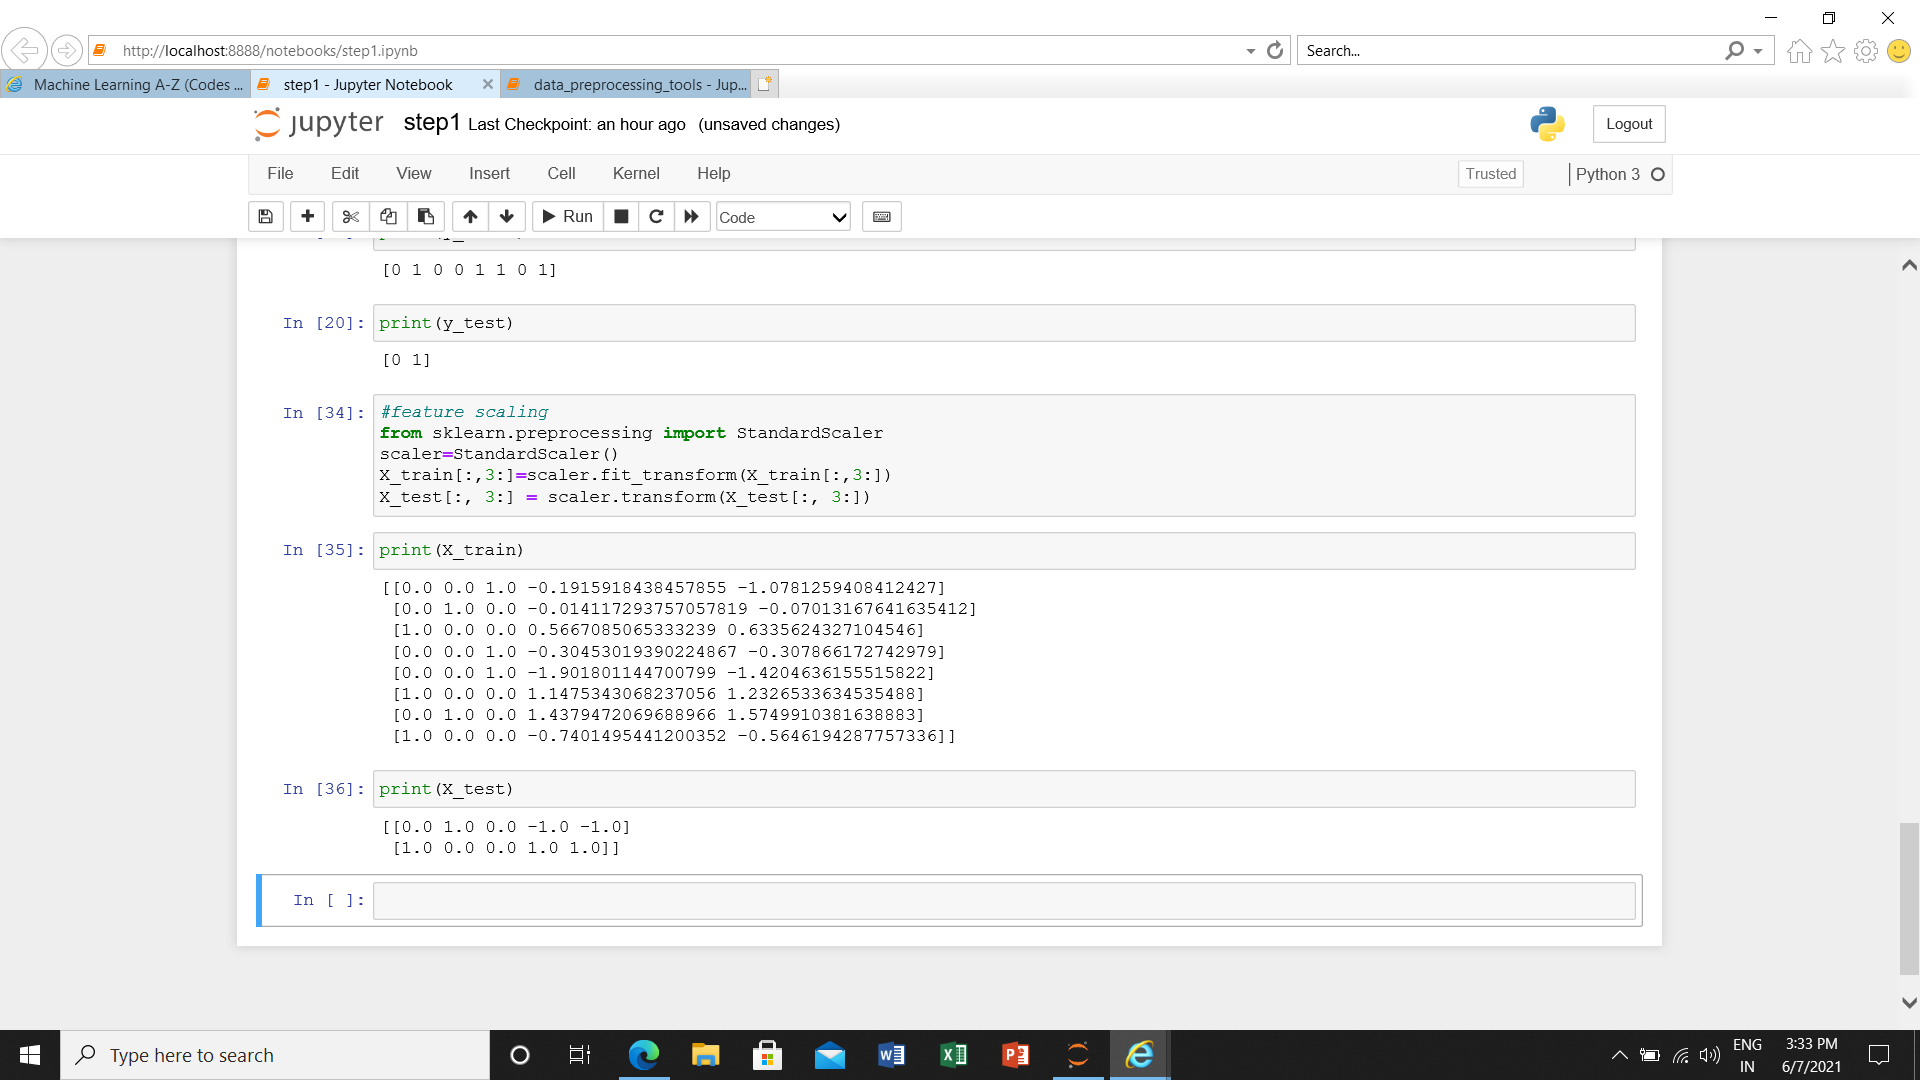 http://localhost:8888/notebooks/step1.ipynb
Search...
Machine Learning A-Z (Codes ...
step1 - Jupyter Notebook
data_preprocessing_tools - Jup...
jupyter step1 Last Checkpoint: an hour ago (unsaved changes)
Logout
File Edit View Insert Cell Kernel Help
Trusted
Python 3
Run
Code
[0 1 0 0 1 1 0 1]
In [20]: print(y_test)
[0 1]
In [34]: #feature scaling
from sklearn.preprocessing import StandardScaler
scaler=StandardScaler()
X_train[:,3:]=scaler.fit_transform(X_train[:,3:])
X_test[:, 3:] = scaler.transform(X_test[:, 3:])
In [35]: print(X_train)
[[0.0 0.0 1.0 -0.1915918438457855 -1.0781259408412427]
[0.0 1.0 0.0 -0.014117293757057819 -0.07013167641635412]
[1.0 0.0 0.0 0.5667085065333239 0.6335624327104546]
[0.0 0.0 1.0 -0.30453019390224867 -0.307866172742979]
[0.0 0.0 1.0 -1.901801144700799 -1.4204636155515822]
[1.0 0.0 0.0 1.1475343068237056 1.2326533634535488]
[0.0 1.0 0.0 1.4379472069688966 1.5749910381638883]
[1.0 0.0 0.0 -0.7401495441200352 -0.5646194287757336]]
In [36]: print(X_test)
[[0.0 1.0 0.0 -1.0 -1.0]
[1.0 0.0 0.0 1.0 1.0]]
In [ ]:
Type here to search
ENG
IN
3:33 PM
6/7/2021